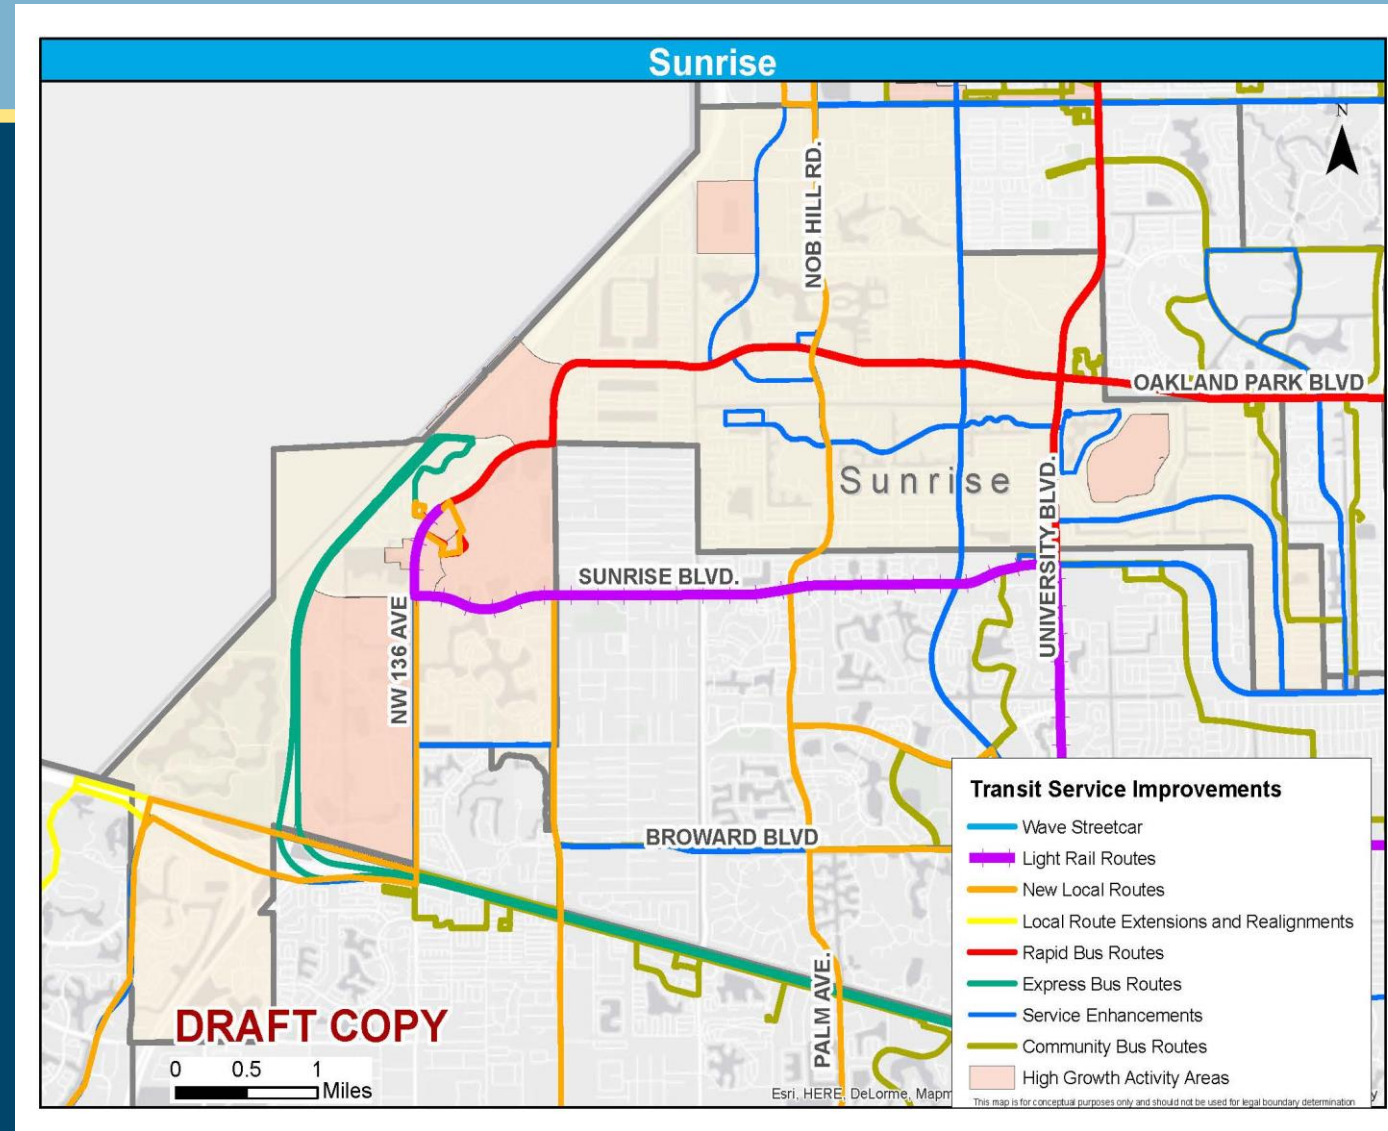 Sunrise
N
NOB HILL RD.
OAKLAND PARK BLVD
Sunrise
UNIVERSITY BLVD.
SUNRISE BLVD.
NW 136 AVE
BROWARD BLVD
PALM AVE.
Transit Service Improvements
Wave Streetcar
Light Rail Routes
New Local Routes
Local Route Extensions and Realignments
Rapid Bus Routes
Express Bus Routes
Service Enhancements
Community Bus Routes
High Growth Activity Areas
This map is for conceptual purposes only and should not be used for legal boundary determination
DRAFT COPY
0 0.5 1
Miles
Esri, HERE, DeLorme, Mapm
y